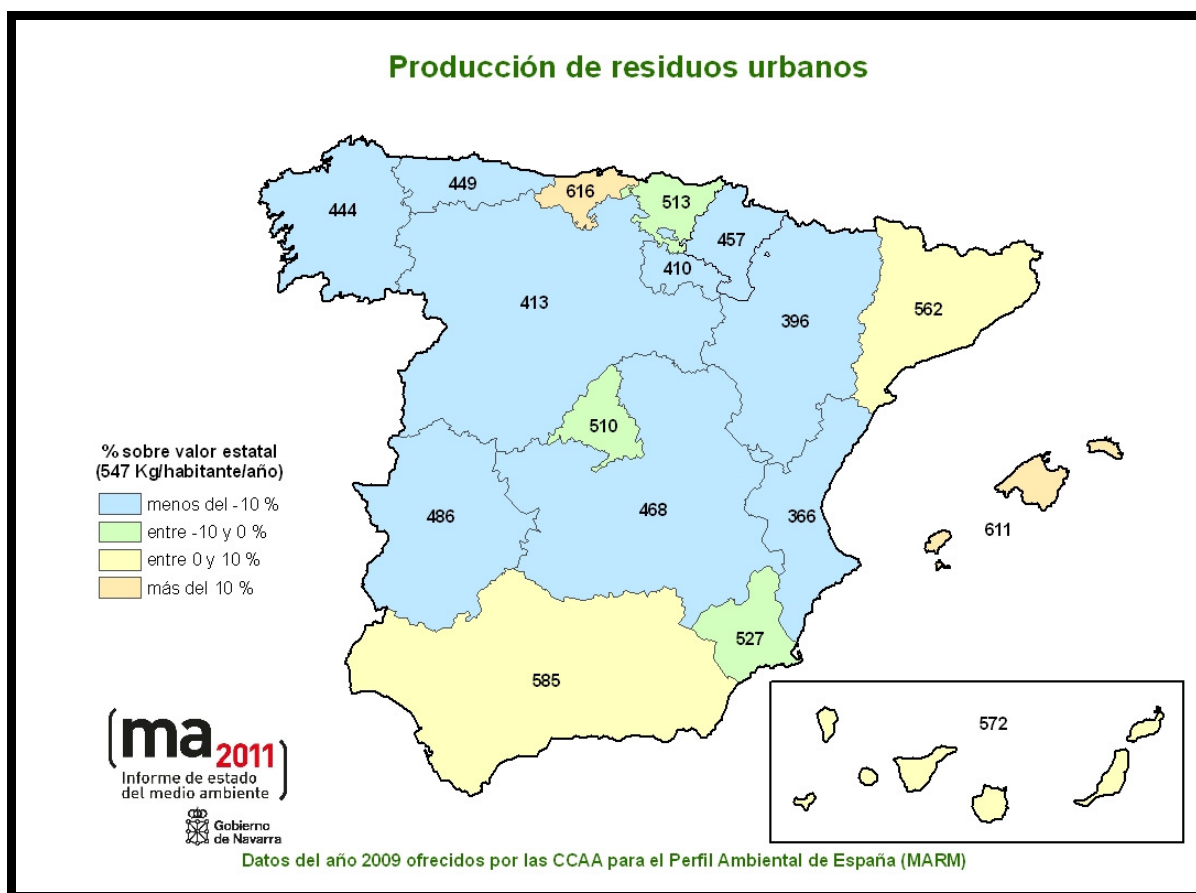 Producción de residuos urbanos
449
616
513
444
457
410
413
396
562
510
% sobre valor estatal
(547 Kg/habitante/año)
menos del -10 %
entre -10 y 0 %
entre 0 y 10 %
más del 10 %
486
468
366
611
527
585
572
(ma 2011)
Informe de estado
del medio ambiente
Gobierno
de Navarra
Datos del año 2009 ofrecidos por las CCAA para el Perfil Ambiental de España (MARM)